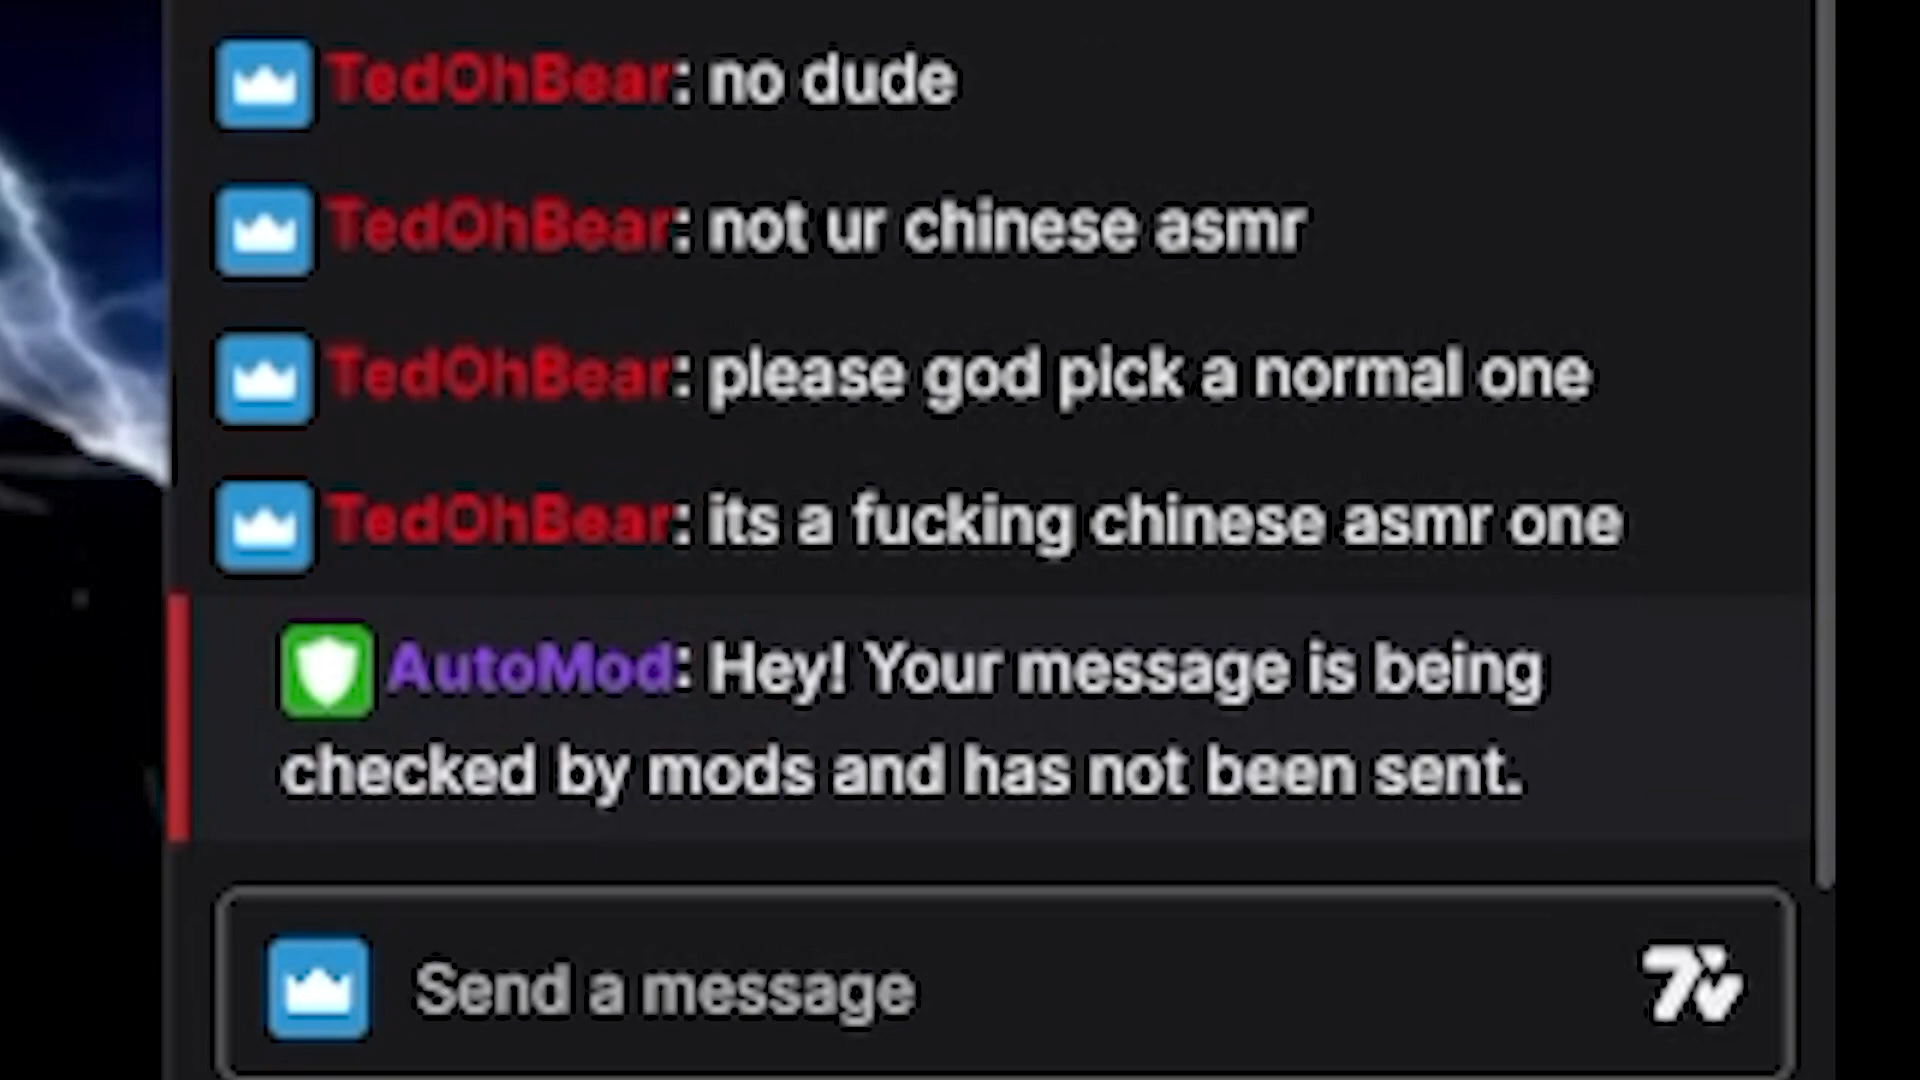 TedOhBear: no dude
TedOhBear: not ur chinese asmr
TedOhBear: please god pick a normal one
TedOhBear: its a fucking chinese asmr one
AutoMod: Hey! Your message is being
checked by mods and has not been sent.
Send a message
7tv